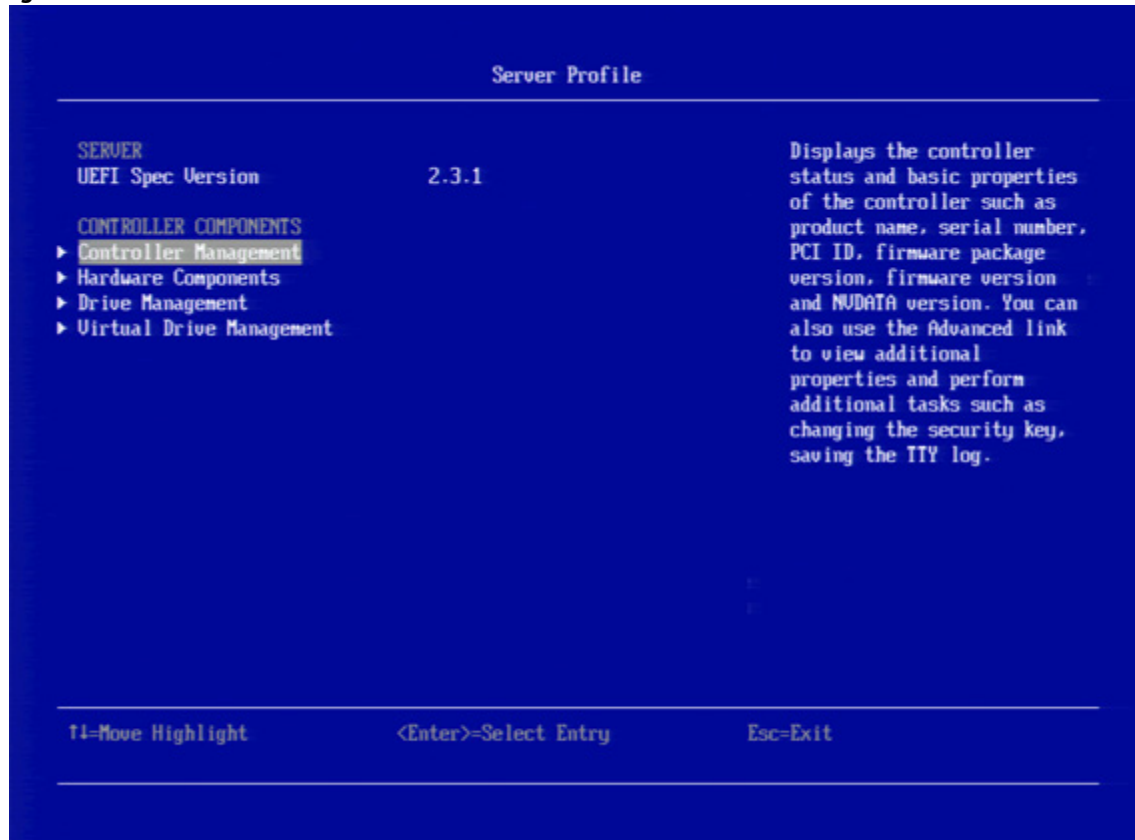 Server Profile
SERVER
UEFI Spec Version 2.3.1
CONTROLLER COMPONENTS
▶ Controller Management
▶ Hardware Components
▶ Drive Management
▶ Virtual Drive Management
Displays the controller
status and basic properties
of the controller such as
product name, serial number,
PCI ID, firmware package
version, firmware version
and NVDATA version. You can
also use the Advanced link
to view additional
properties and perform
additional tasks such as
changing the security key,
saving the TTY log.
↑↓=Move Highlight <Enter>=Select Entry Esc=Exit